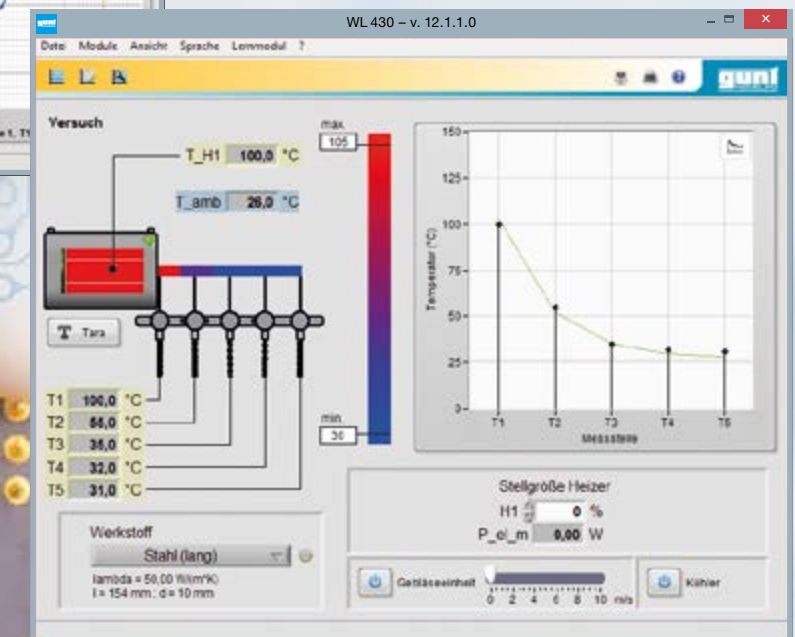 WL 430 – v. 12.1.1.0
Datei Module Ansicht Sprache Lernmodul ?
gunt
Versuch
T_H1 100,0 °C
T_amb 26,0 °C
max.
105
min.
30
T Tara
T1 100,0 °C
T2 55,0 °C
T3 35,0 °C
T4 32,0 °C
T5 31,0 °C
150
125
100
75
50
25
0
Temperatur (°C)
T1 T2 T3 T4 T5
Messstelle
Werkstoff
Stahl (lang)
lambda = 50,00 W/(m*K)
l = 154 mm; d = 10 mm
Stellgröße Heizer
H1 0 %
P_el_m 0,00 W
Gebläseeinheit
0 2 4 6 8 10 m/s
Kühler